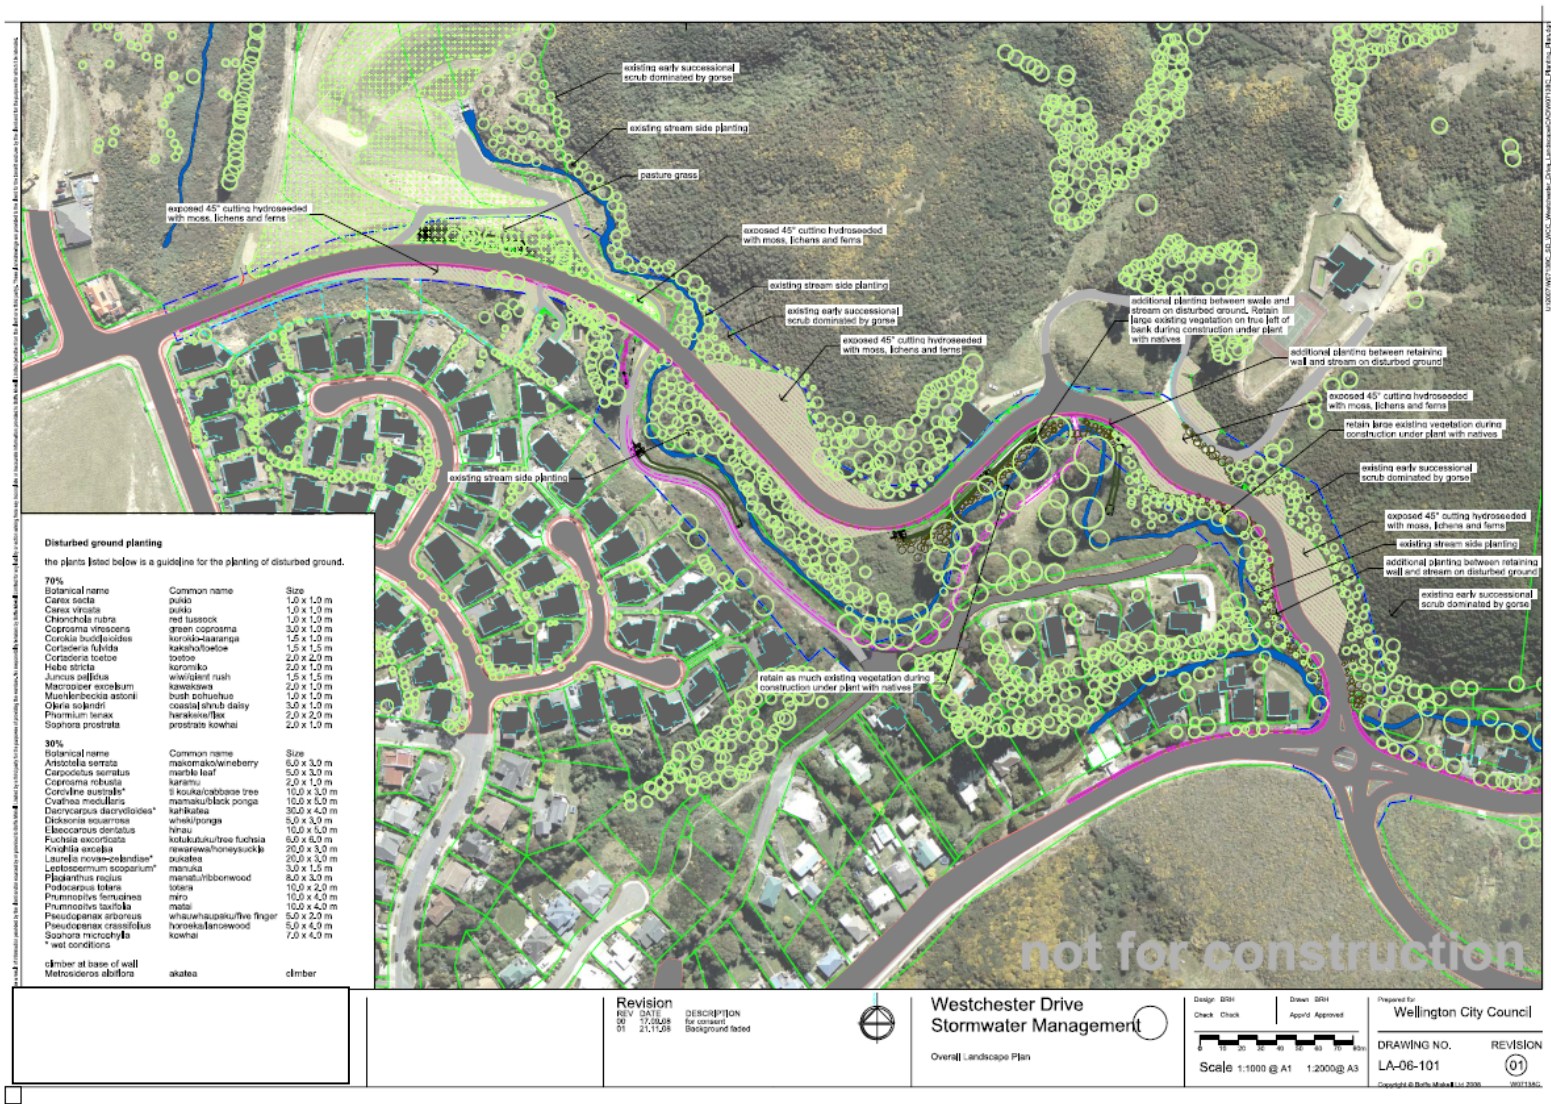 existing early successional
scrub dominated by gorse
existing stream side planting
pasture grass
exposed 45° cutting hydroseeded
with moss, lichens and ferns
exposed 45° cutting hydroseeded
with moss, lichens and ferns
existing stream side planting
existing early successional
scrub dominated by gorse
exposed 45° cutting hydroseeded
with moss, lichens and ferns
additional planting between swale and
stream on disturbed ground. Retain
large existing vegetation on true left of
bank during construction under plant
with natives
additional planting between retaining
wall and stream on disturbed ground
exposed 45° cutting hydroseeded
with moss, lichens and ferns
retain large existing vegetation during
construction under plant with natives
existing early successional
scrub dominated by gorse
exposed 45° cutting hydroseeded
with moss, lichens and ferns
existing stream side planting
additional planting between retaining
wall and stream on disturbed ground
existing early successional
scrub dominated by gorse
existing stream side planting
retain as much existing vegetation during
construction under plant with natives
Disturbed ground planting
the plants listed below is a guideline for the planting of disturbed ground.
70%
Botanical name Common name Size
Carex secta pukio 1.0 x 1.0 m
Carex virgata pukio 1.0 x 1.0 m
Chionchola rubra red tussock 1.0 x 1.0 m
Coprosma virescens green coprosma 3.0 x 1.0 m
Corokia buddlioides korokio-taaranga 1.5 x 1.0 m
Cortaderia fulvida kakaho/toetoe 1.5 x 1.5 m
Cortaderia toetoe toetoe 2.0 x 2.0 m
Hebe stricta koromiko 2.0 x 1.0 m
Juncus pallidus wiwi/giant rush 1.5 x 1.5 m
Macropiper excelsum kawakawa 2.0 x 1.0 m
Muehlenbeckia astonii bush pohuehue 1.0 x 1.0 m
Olearia solandri coastal shrub daisy 3.0 x 1.0 m
Phormium tenax harakeke/flax 2.0 x 2.0 m
Sophora prostrata prostrate kowhai 2.0 x 1.0 m
30%
Botanical name Common name Size
Aristotelia serrata makomako/wineberry 6.0 x 3.0 m
Carpodetus serratus marble leaf 5.0 x 3.0 m
Coprosma robusta karamu 2.0 x 1.0 m
Cordyline australis* ti kouka/cabbage tree 10.0 x 3.0 m
Cyathea medullaris mamaku/black ponga 10.0 x 5.0 m
Dacrycarpus dacrydioides* kahikatea 30.0 x 4.0 m
Dicksonia squarrosa wheki/ponga 5.0 x 3.0 m
Elaeocarpus dentatus hinau 10.0 x 5.0 m
Fuchsia excorticata kotukutuku/tree fuchsia 6.0 x 6.0 m
Knightia excelsa rewarewa/honeysuckle 20.0 x 3.0 m
Laurelia novae-zelandiae* pukatea 20.0 x 3.0 m
Leptospermum scoparium* manuka 3.0 x 1.5 m
Plagianthus regius manatu/ribbonwood 8.0 x 3.0 m
Podocarpus totara totara 10.0 x 2.0 m
Prumnopitys ferruginea miro 10.0 x 4.0 m
Prumnopitys taxifolia matai 10.0 x 4.0 m
Pseudopanax arboreus whauwhaupaku/five finger 5.0 x 2.0 m
Pseudopanax crassifolius horoeka/lancewood 5.0 x 4.0 m
Sophora microphylla kowhai 7.0 x 4.0 m
* wet conditions
climber at base of wall
Metrosideros albiflora akatea climber
not for construction
Revision
REV DATE DESCRIPTION
00 17.09.08 for consent
01 21.11.08 Background faded
Westchester Drive
Stormwater Management
Overall Landscape Plan
Design BRH Drawn BRH
Check Check Appv'd Approved
0 10 20 30 40 50 60 70 80m
Scale 1:1000 @ A1 1:2000 @ A3
Prepared for
Wellington City Council
DRAWING NO. REVISION
LA-06-101 01
Copyright © Boffa Miskell Ltd 2008 W07138C